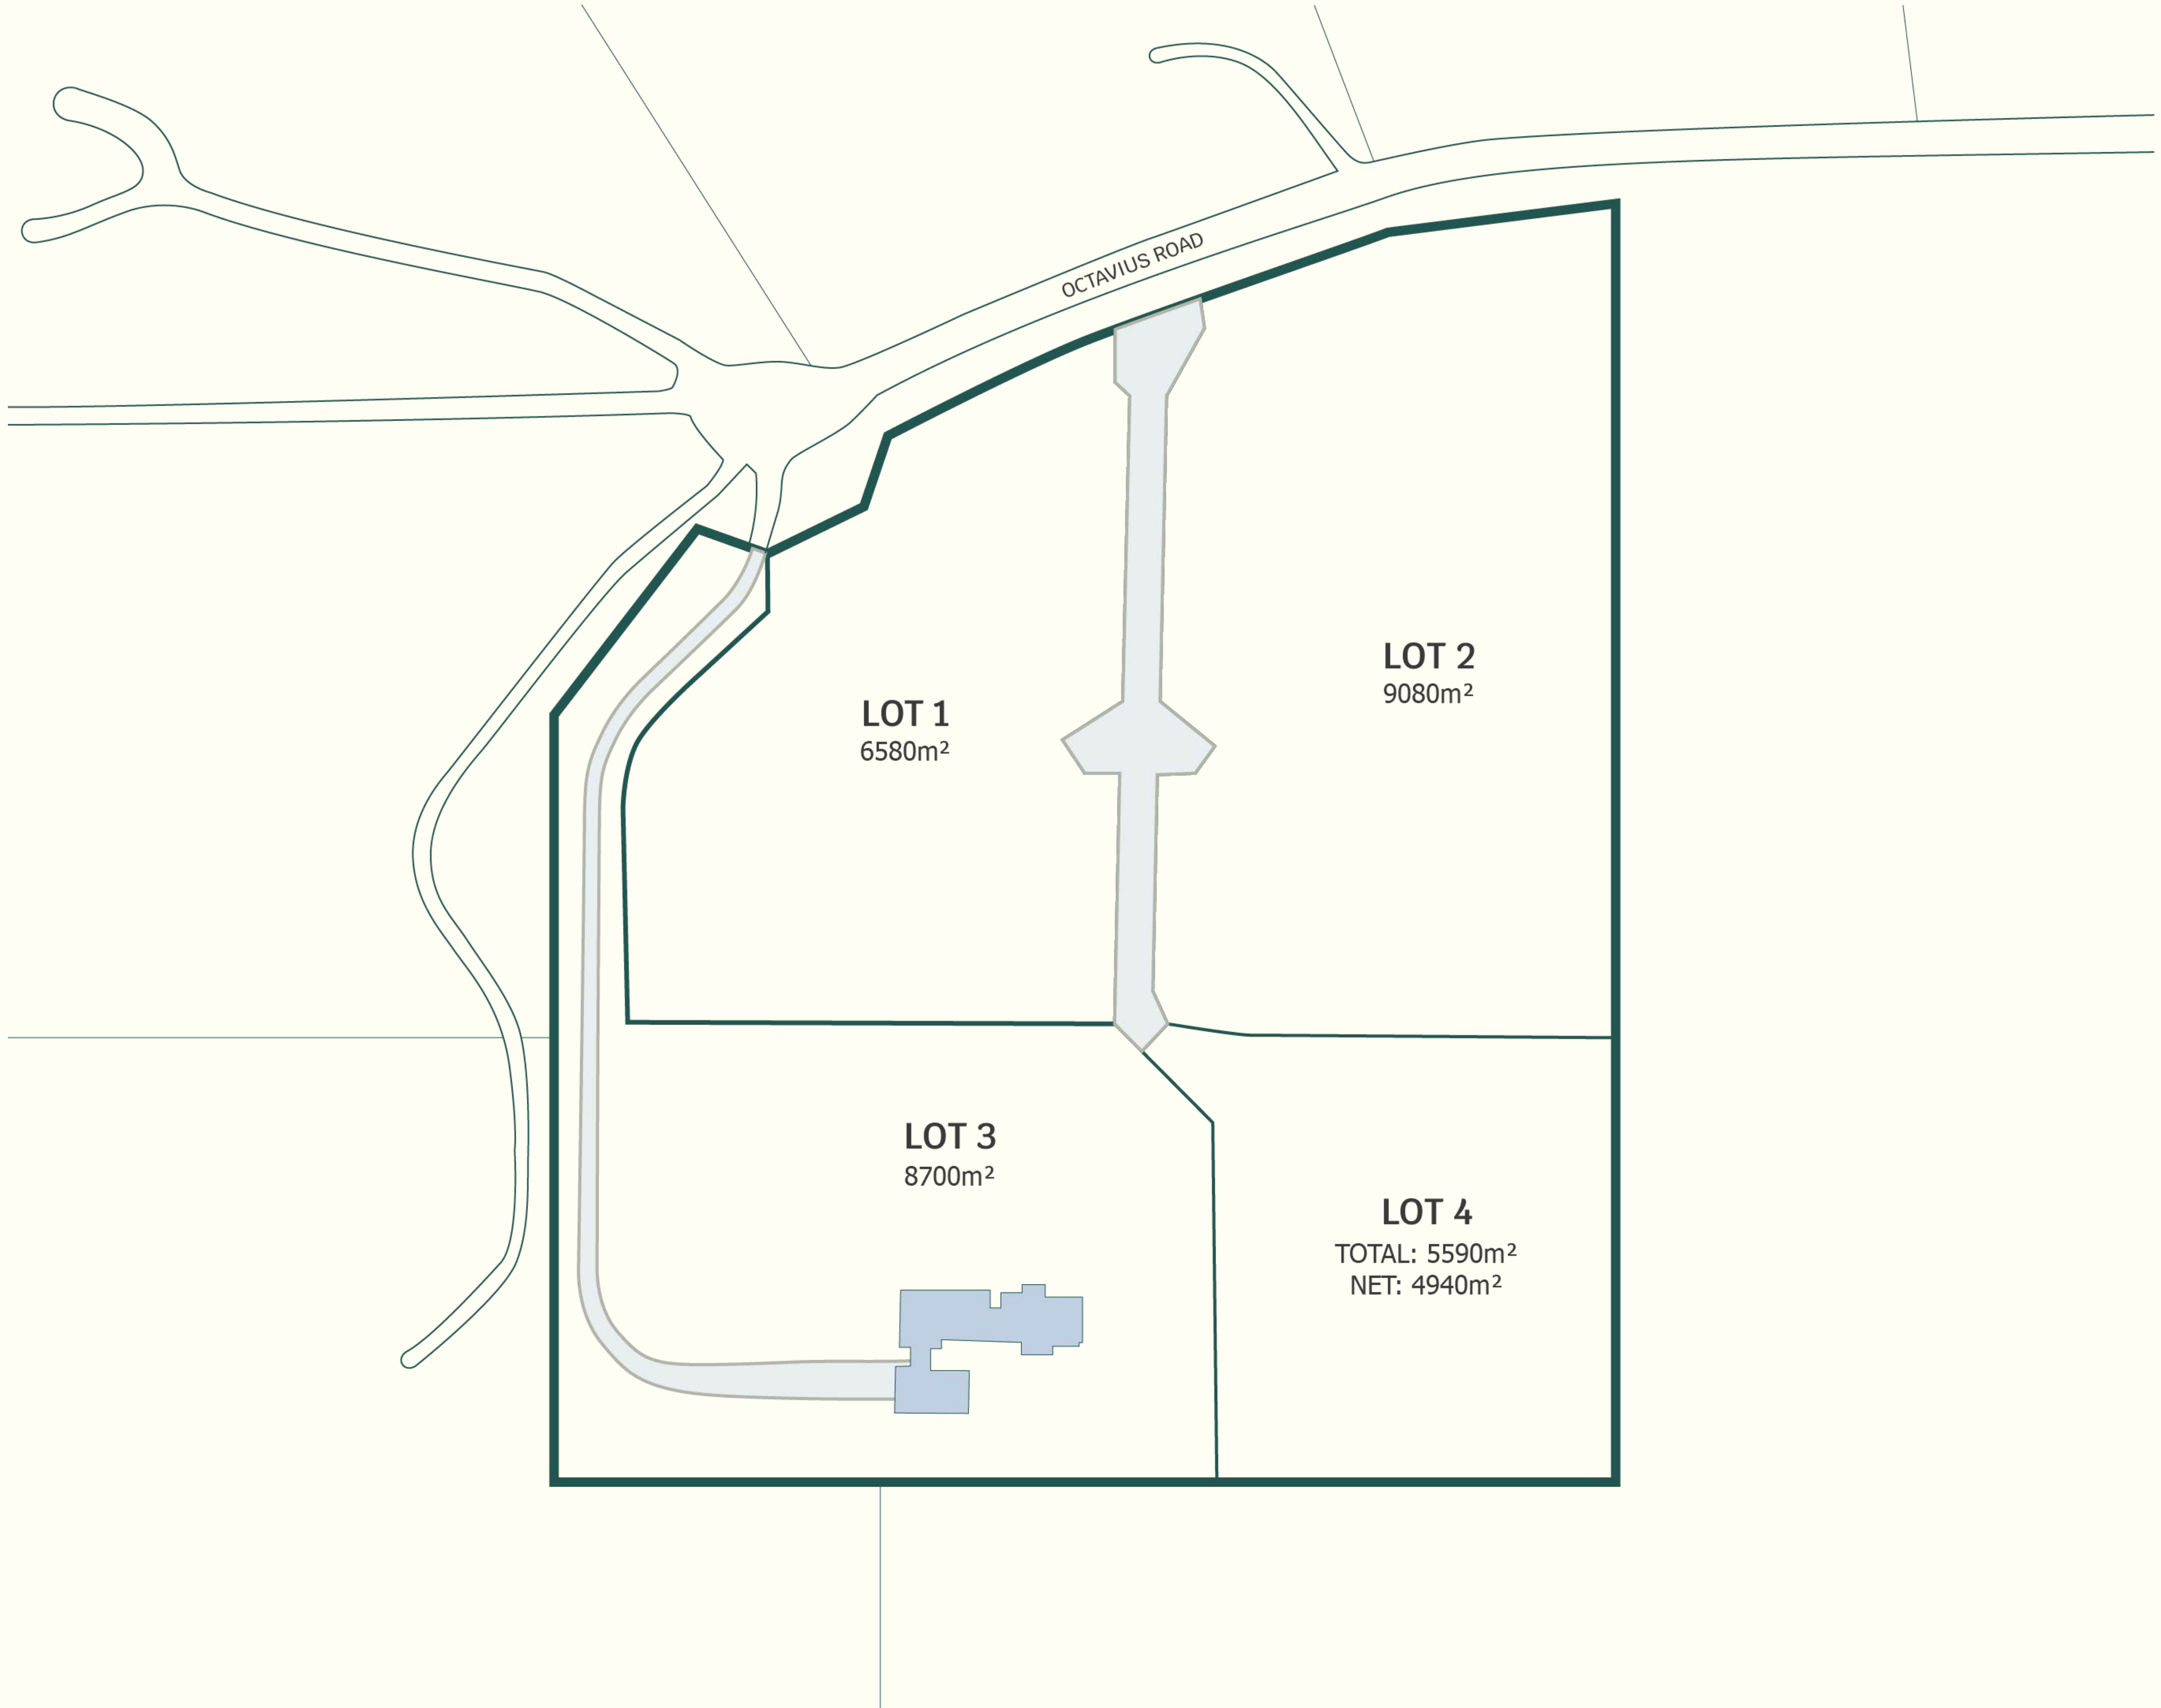 OCTAVIUS ROAD
LOT 2
9080m²
LOT 1
6580m²
LOT 3
8700m²
LOT 4
TOTAL: 5590m²
NET: 4940m²